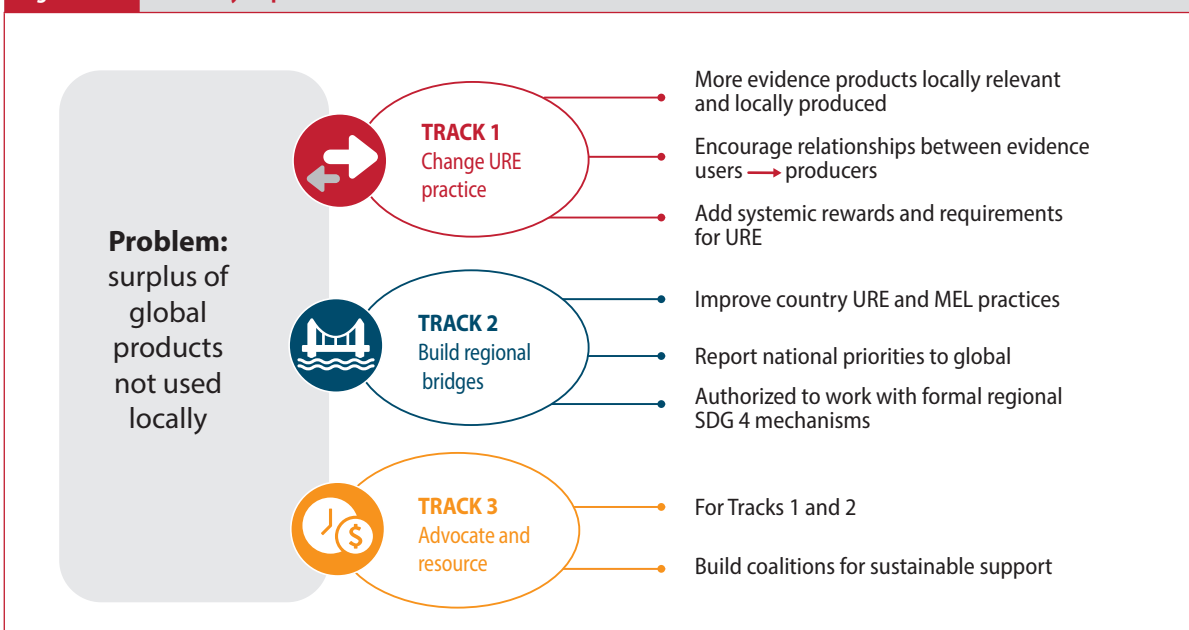 Problem:
surplus of
global
products
not used
locally
TRACK 1
Change URE
practice
More evidence products locally relevant
and locally produced
Encourage relationships between evidence
users → producers
Add systemic rewards and requirements
for URE
TRACK 2
Build regional
bridges
Improve country URE and MEL practices
Report national priorities to global
Authorized to work with formal regional
SDG 4 mechanisms
$
TRACK 3
Advocate and
resource
For Tracks 1 and 2
Build coalitions for sustainable support